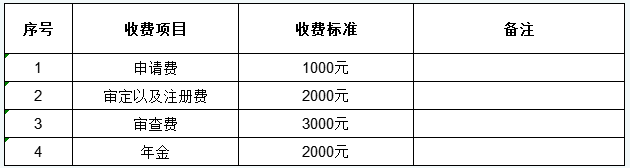 序号 收费项目 收费标准 备注
1 申请费 1000元
2 审定以及注册费 2000元
3 审查费 3000元
4 年金 2000元